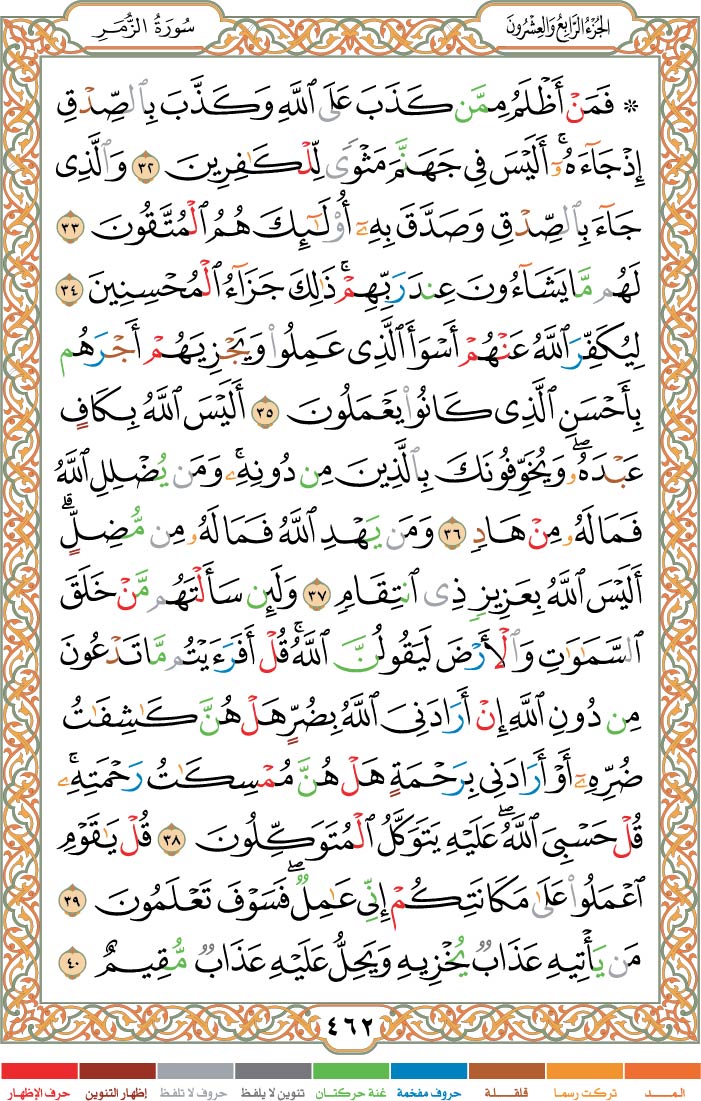 الجُزْءُ الرَّابِعُ وَالعِشْرُونَ
سُورَةُ الزُّمَر
۞ فَمَنۡ أَظۡلَمُ مِمَّن كَذَبَ عَلَى ٱللَّهِ وَكَذَّبَ بِٱلصِّدۡقِ
إِذۡ جَآءَهُۥٓۚ أَلَيۡسَ فِي جَهَنَّمَ مَثۡوٗى لِّلۡكَٰفِرِينَ ٣٢ وَٱلَّذِي
جَآءَ بِٱلصِّدۡقِ وَصَدَّقَ بِهِۦٓ أُوْلَٰٓئِكَ هُمُ ٱلۡمُتَّقُونَ ٣٣
لَهُم مَّا يَشَآءُونَ عِندَ رَبِّهِمۡۚ ذَٰلِكَ جَزَآءُ ٱلۡمُحۡسِنِينَ ٣٤
لِيُكَفِّرَ ٱللَّهُ عَنۡهُمۡ أَسۡوَأَ ٱلَّذِي عَمِلُواْ وَيَجۡزِيَهُمۡ أَجۡرَهُم
بِأَحۡسَنِ ٱلَّذِي كَانُواْ يَعۡمَلُونَ ٣٥ أَلَيۡسَ ٱللَّهُ بِكَافٍ
عَبۡدَهُۥۖ وَيُخَوِّفُونَكَ بِٱلَّذِينَ مِن دُونِهِۦۚ وَمَن يُضۡلِلِ ٱللَّهُ
فَمَا لَهُۥ مِنۡ هَادٖ ٣٦ وَمَن يَهۡدِ ٱللَّهُ فَمَا لَهُۥ مِن مُّضِلٍّۗ
أَلَيۡسَ ٱللَّهُ بِعَزِيزٖ ذِي ٱنتِقَامٖ ٣٧ وَلَئِن سَأَلۡتَهُم مَّنۡ خَلَقَ
ٱلسَّمَٰوَٰتِ وَٱلۡأَرۡضَ لَيَقُولُنَّ ٱللَّهُۚ قُلۡ أَفَرَءَيۡتُم مَّا تَدۡعُونَ
مِن دُونِ ٱللَّهِ إِنۡ أَرَادَنِيَ ٱللَّهُ بِضُرٍّ هَلۡ هُنَّ كَٰشِفَٰتُ
ضُرِّهِۦٓ أَوۡ أَرَادَنِي بِرَحۡمَةٍ هَلۡ هُنَّ مُمۡسِكَٰتُ رَحۡمَتِهِۦۚ
قُلۡ حَسۡبِيَ ٱللَّهُۖ عَلَيۡهِ يَتَوَكَّلُ ٱلۡمُتَوَكِّلُونَ ٣٨ قُلۡ يَٰقَوۡمِ
ٱعۡمَلُواْ عَلَىٰ مَكَانَتِكُمۡ إِنِّي عَٰمِلٞۖ فَسَوۡفَ تَعۡلَمُونَ ٣٩
مَن يَأۡتِيهِ عَذَابٞ يُخۡزِيهِ وَيَحِلُّ عَلَيۡهِ عَذَابٞ مُّقِيمٌ ٤٠
٤٦٢
المــد
تركت رسما
قلقـلة
حروف مفخمة
غنة حركتان
تنوين لا يلفظ
حروف لا تلفظ
إظهار التنوين
حرف الإظهار